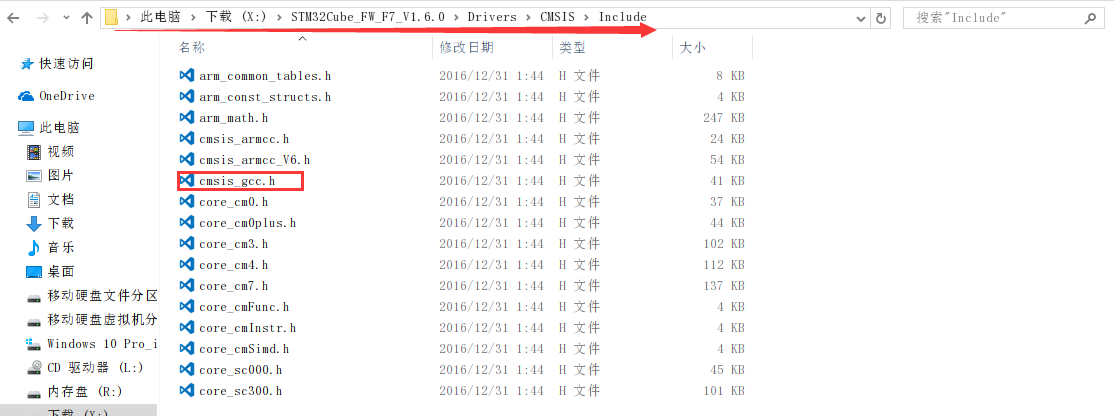 此电脑 › 下载 (X:) › STM32Cube_FW_F7_V1.6.0 › Drivers › CMSIS › Include
搜索"Include"
名称 修改日期 类型 大小
快速访问
OneDrive
此电脑
视频
图片
文档
下载
音乐
桌面
移动硬盘文件分区
移动硬盘虚拟机分
Windows 10 Pro_i
CD 驱动器 (L:)
内存盘 (R:)
下载 (X:)
arm_common_tables.h 2016/12/31 1:44 H 文件 8 KB
arm_const_structs.h 2016/12/31 1:44 H 文件 4 KB
arm_math.h 2016/12/31 1:44 H 文件 247 KB
cmsis_armcc.h 2016/12/31 1:44 H 文件 24 KB
cmsis_armcc_V6.h 2016/12/31 1:44 H 文件 54 KB
cmsis_gcc.h 2016/12/31 1:44 H 文件 41 KB
core_cm0.h 2016/12/31 1:44 H 文件 37 KB
core_cm0plus.h 2016/12/31 1:44 H 文件 44 KB
core_cm3.h 2016/12/31 1:44 H 文件 102 KB
core_cm4.h 2016/12/31 1:44 H 文件 112 KB
core_cm7.h 2016/12/31 1:44 H 文件 137 KB
core_cmFunc.h 2016/12/31 1:44 H 文件 4 KB
core_cmInstr.h 2016/12/31 1:44 H 文件 4 KB
core_cmSimd.h 2016/12/31 1:44 H 文件 4 KB
core_sc000.h 2016/12/31 1:44 H 文件 45 KB
core_sc300.h 2016/12/31 1:44 H 文件 101 KB